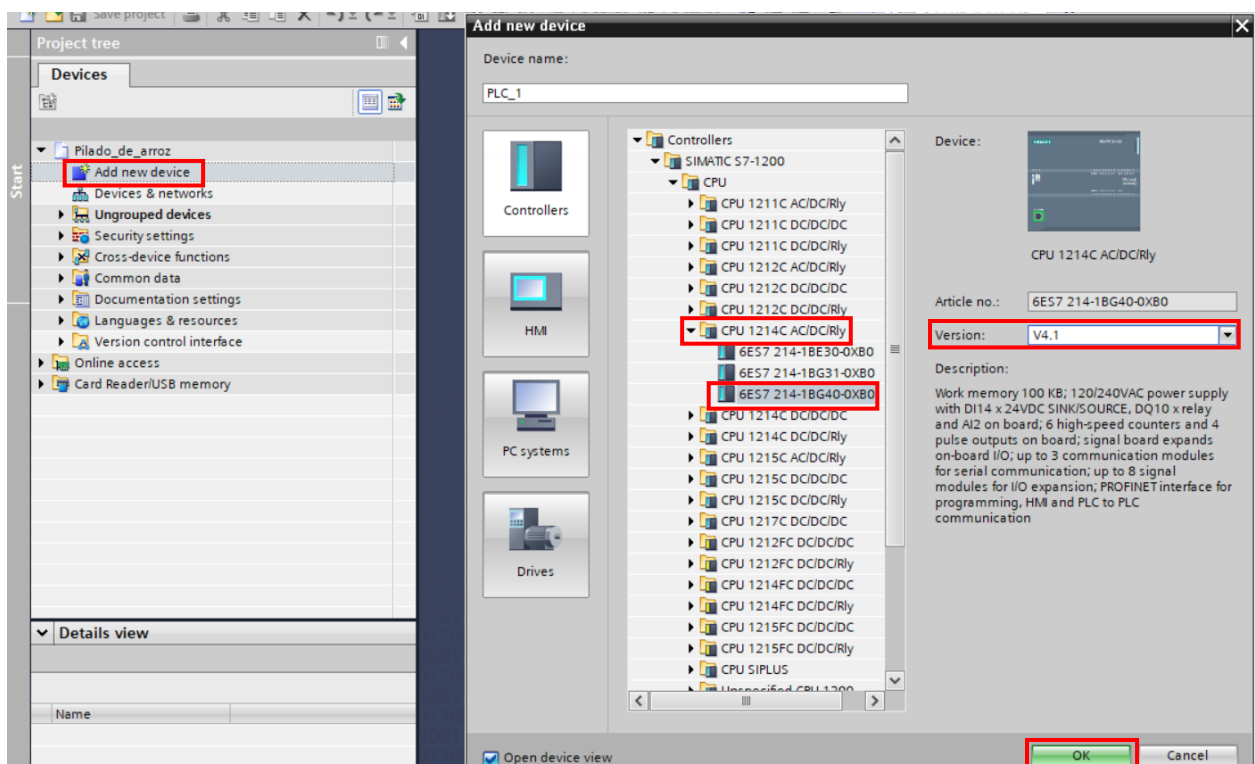 Save project
Project tree
Devices
Start
Pilado_de_arroz
Add new device
Devices & networks
Ungrouped devices
Security settings
Cross-device functions
Common data
Documentation settings
Languages & resources
Version control interface
Online access
Card Reader/USB memory
Details view
Name
Add new device
Device name:
PLC_1
Controllers
HMI
PC systems
Drives
Controllers
SIMATIC S7-1200
CPU
CPU 1211C AC/DC/Rly
CPU 1211C DC/DC/DC
CPU 1211C DC/DC/Rly
CPU 1212C AC/DC/Rly
CPU 1212C DC/DC/DC
CPU 1212C DC/DC/Rly
CPU 1214C AC/DC/Rly
6ES7 214-1BE30-0XB0
6ES7 214-1BG31-0XB0
6ES7 214-1BG40-0XB0
CPU 1214C DC/DC/DC
CPU 1214C DC/DC/Rly
CPU 1215C AC/DC/Rly
CPU 1215C DC/DC/DC
CPU 1215C DC/DC/Rly
CPU 1217C DC/DC/DC
CPU 1212FC DC/DC/DC
CPU 1212FC DC/DC/Rly
CPU 1214FC DC/DC/DC
CPU 1214FC DC/DC/Rly
CPU 1215FC DC/DC/DC
CPU 1215FC DC/DC/Rly
CPU SIPLUS
Unspecified CPU 1200
Device:
CPU 1214C AC/DC/Rly
Article no.: 6ES7 214-1BG40-0XB0
Version: V4.1
Description:
Work memory 100 KB; 120/240VAC power supply
with DI14 x 24VDC SINK/SOURCE, DQ10 x relay
and AI2 on board; 6 high-speed counters and 4
pulse outputs on board; signal board expands
on-board I/O; up to 3 communication modules
for serial communication; up to 8 signal
modules for I/O expansion; PROFINET interface for
programming, HMI and PLC to PLC
communication
Open device view
OK
Cancel